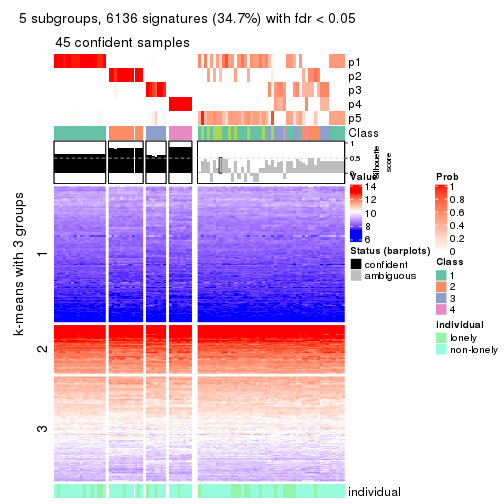 5 subgroups, 6136 signatures (34.7%) with fdr < 0.05
45 confident samples
p1
p2
p3
p4
p5
Class
1
0.5
0
Silhouette
score
k-means with 3 groups
1
2
3
individual
Value
14
12
10
8
6
Status (barplots)
confident
ambiguous
Prob
1
0.8
0.6
0.4
0.2
0
Class
1
2
3
4
individual
lonely
non-lonely